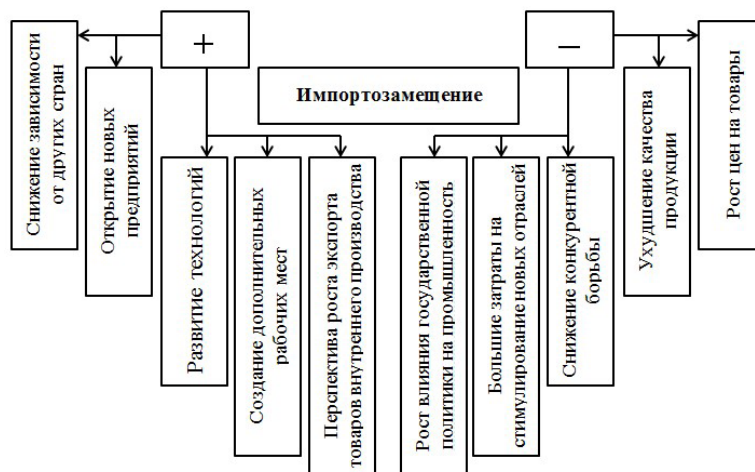 +
–
Импортозамещение
Снижение зависимости
от других стран
Открытие новых
предприятий
Развитие технологий
Создание дополнительных
рабочих мест
Перспектива роста экспорта
товаров внутреннего производства
Рост влияния государственной
политики на промышленность
Большие затраты на
стимулирование новых отраслей
Снижение конкурентной
борьбы
Ухудшение качества
продукции
Рост цен на товары